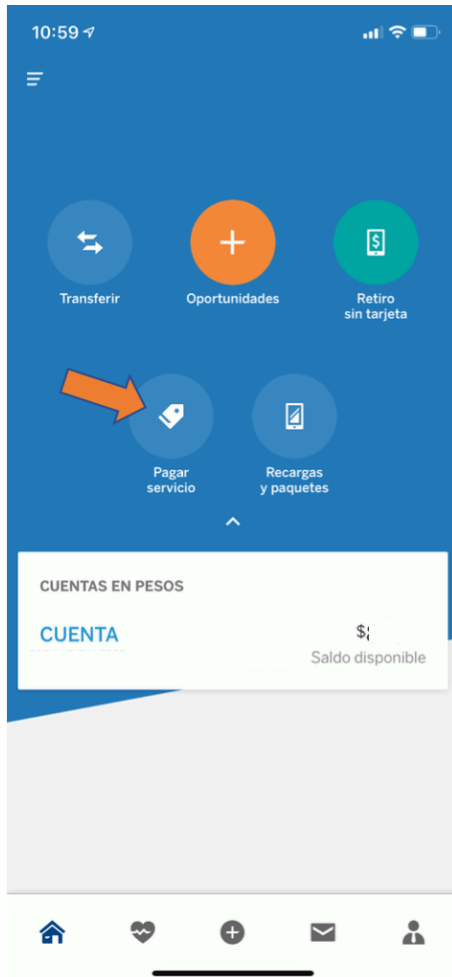 10:59
Transferir
Oportunidades
Retiro
sin tarjeta
Pagar
servicio
Recargas
y paquetes
CUENTAS EN PESOS
CUENTA
$
Saldo disponible